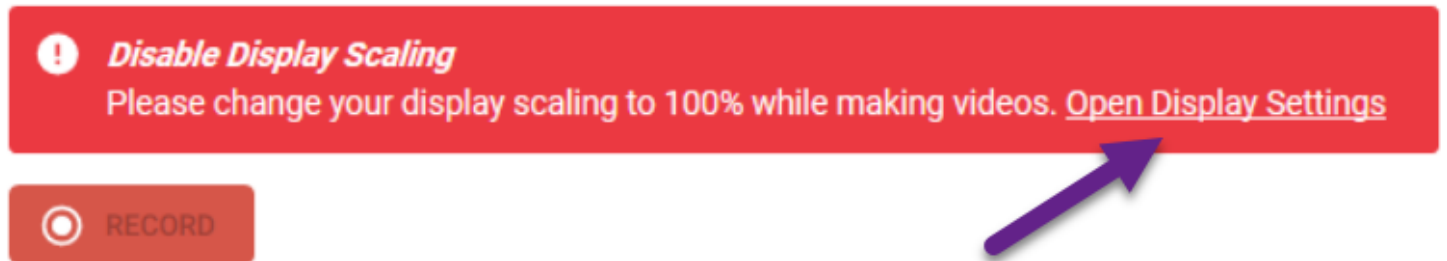 Disable Display Scaling
Please change your display scaling to 100% while making videos. Open Display Settings
RECORD